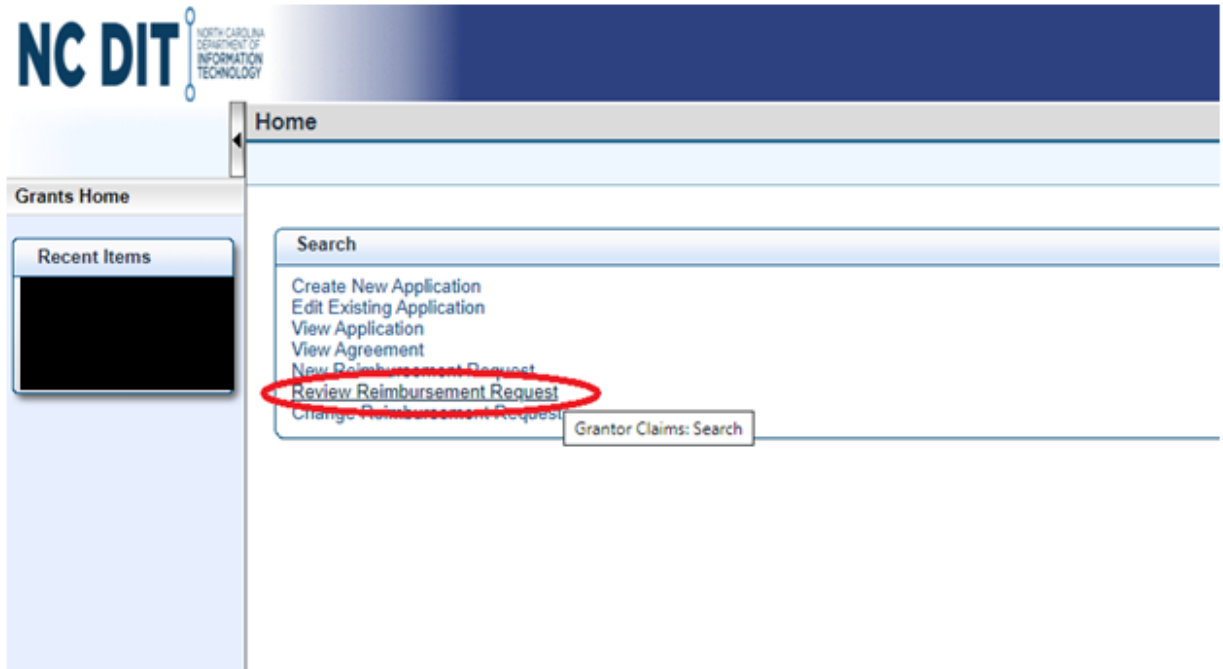 NC DIT
NORTH CAROLINA
DEPARTMENT OF
INFORMATION
TECHNOLOGY
Home
Grants Home
Recent Items
Search
Create New Application
Edit Existing Application
View Application
View Agreement
New Reimbursement Request
Review Reimbursement Request
Change Reimbursement Request
Grantor Claims: Search